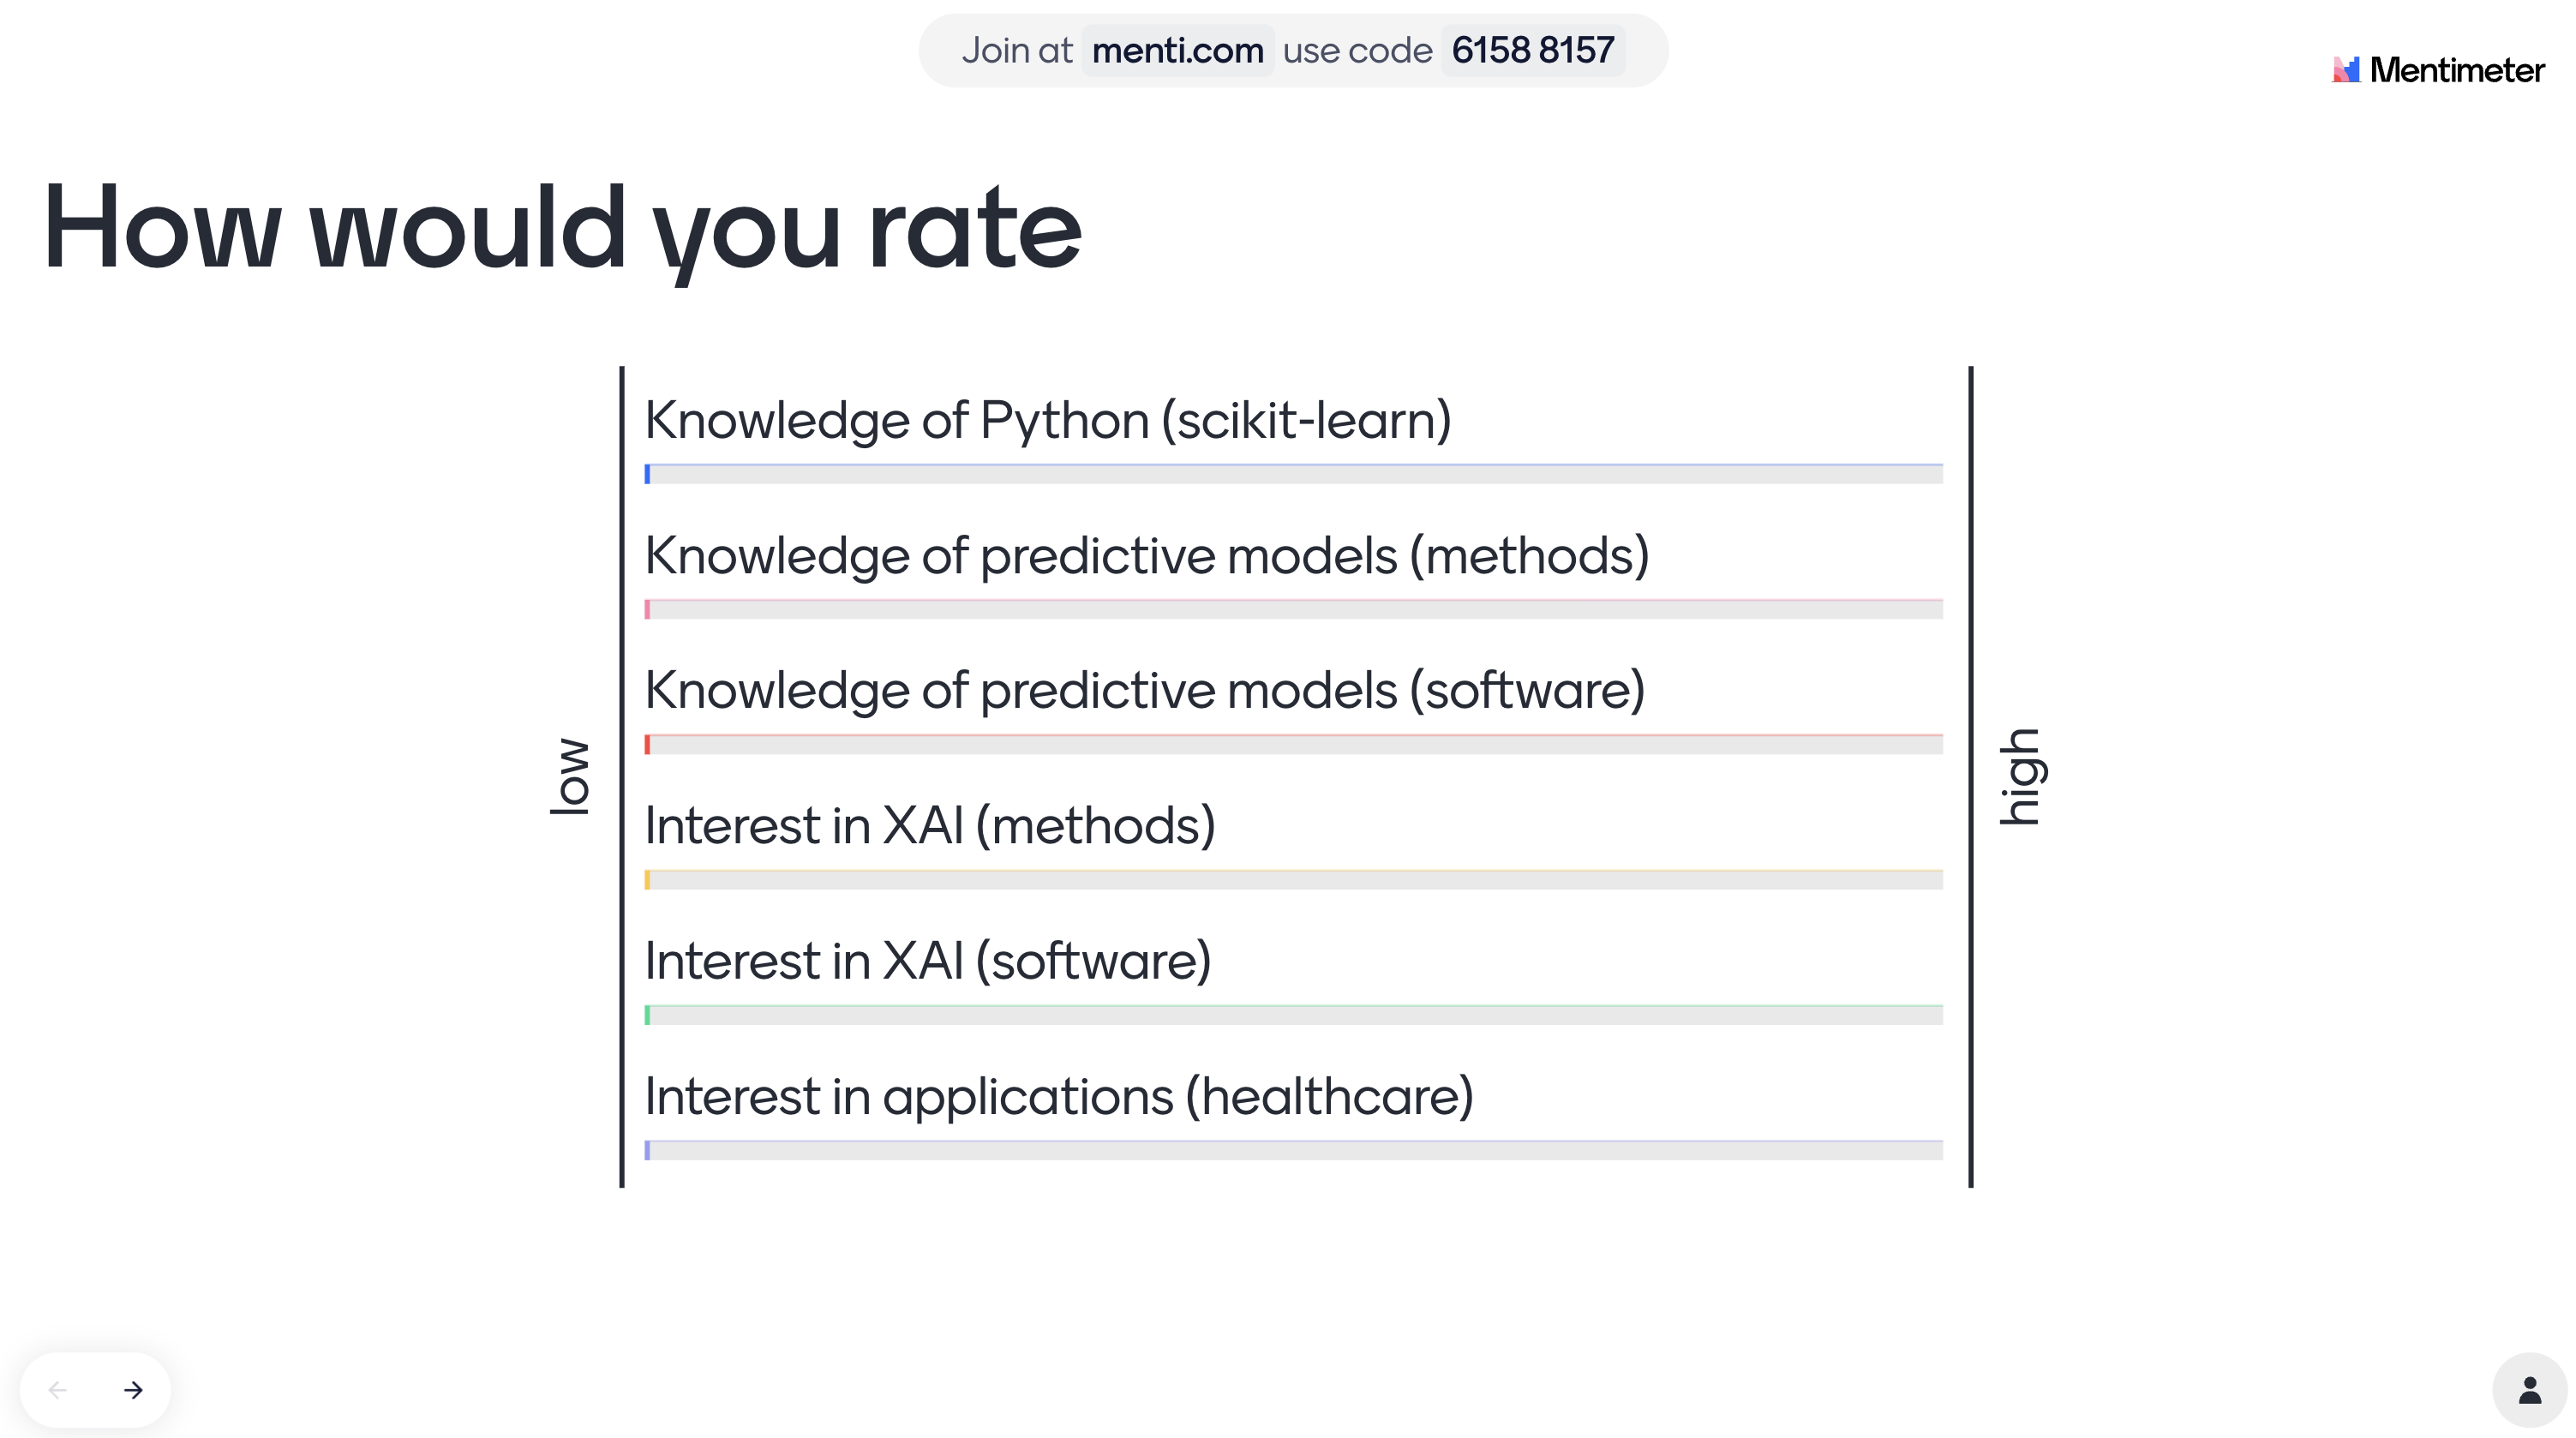 Join at menti.com use code 6158 8157
Mentimeter
How would you rate
Knowledge of Python (scikit-learn)
Knowledge of predictive models (methods)
Knowledge of predictive models (software)
low
high
Interest in XAI (methods)
Interest in XAI (software)
Interest in applications (healthcare)